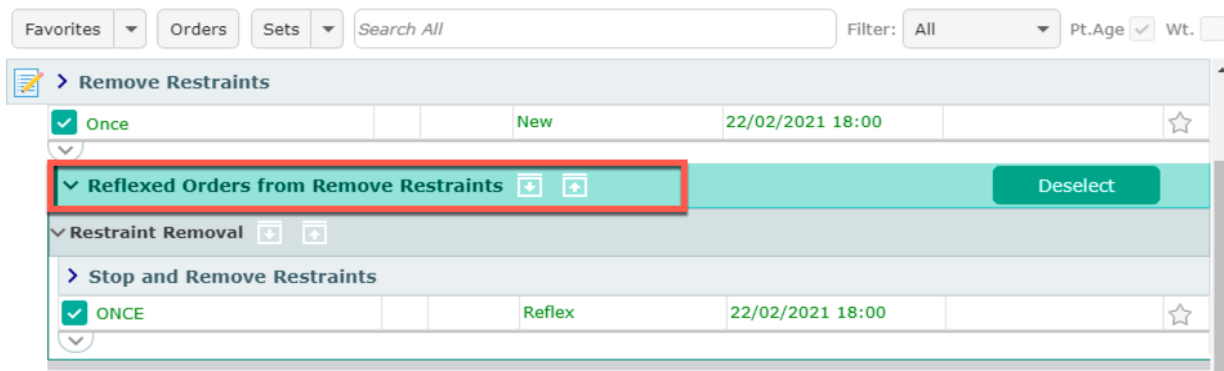 Favorites Orders Sets Search All Filter: All Pt.Age Wt.
Remove Restraints
Once New 22/02/2021 18:00
Reflexed Orders from Remove Restraints Deselect
Restraint Removal
Stop and Remove Restraints
ONCE Reflex 22/02/2021 18:00